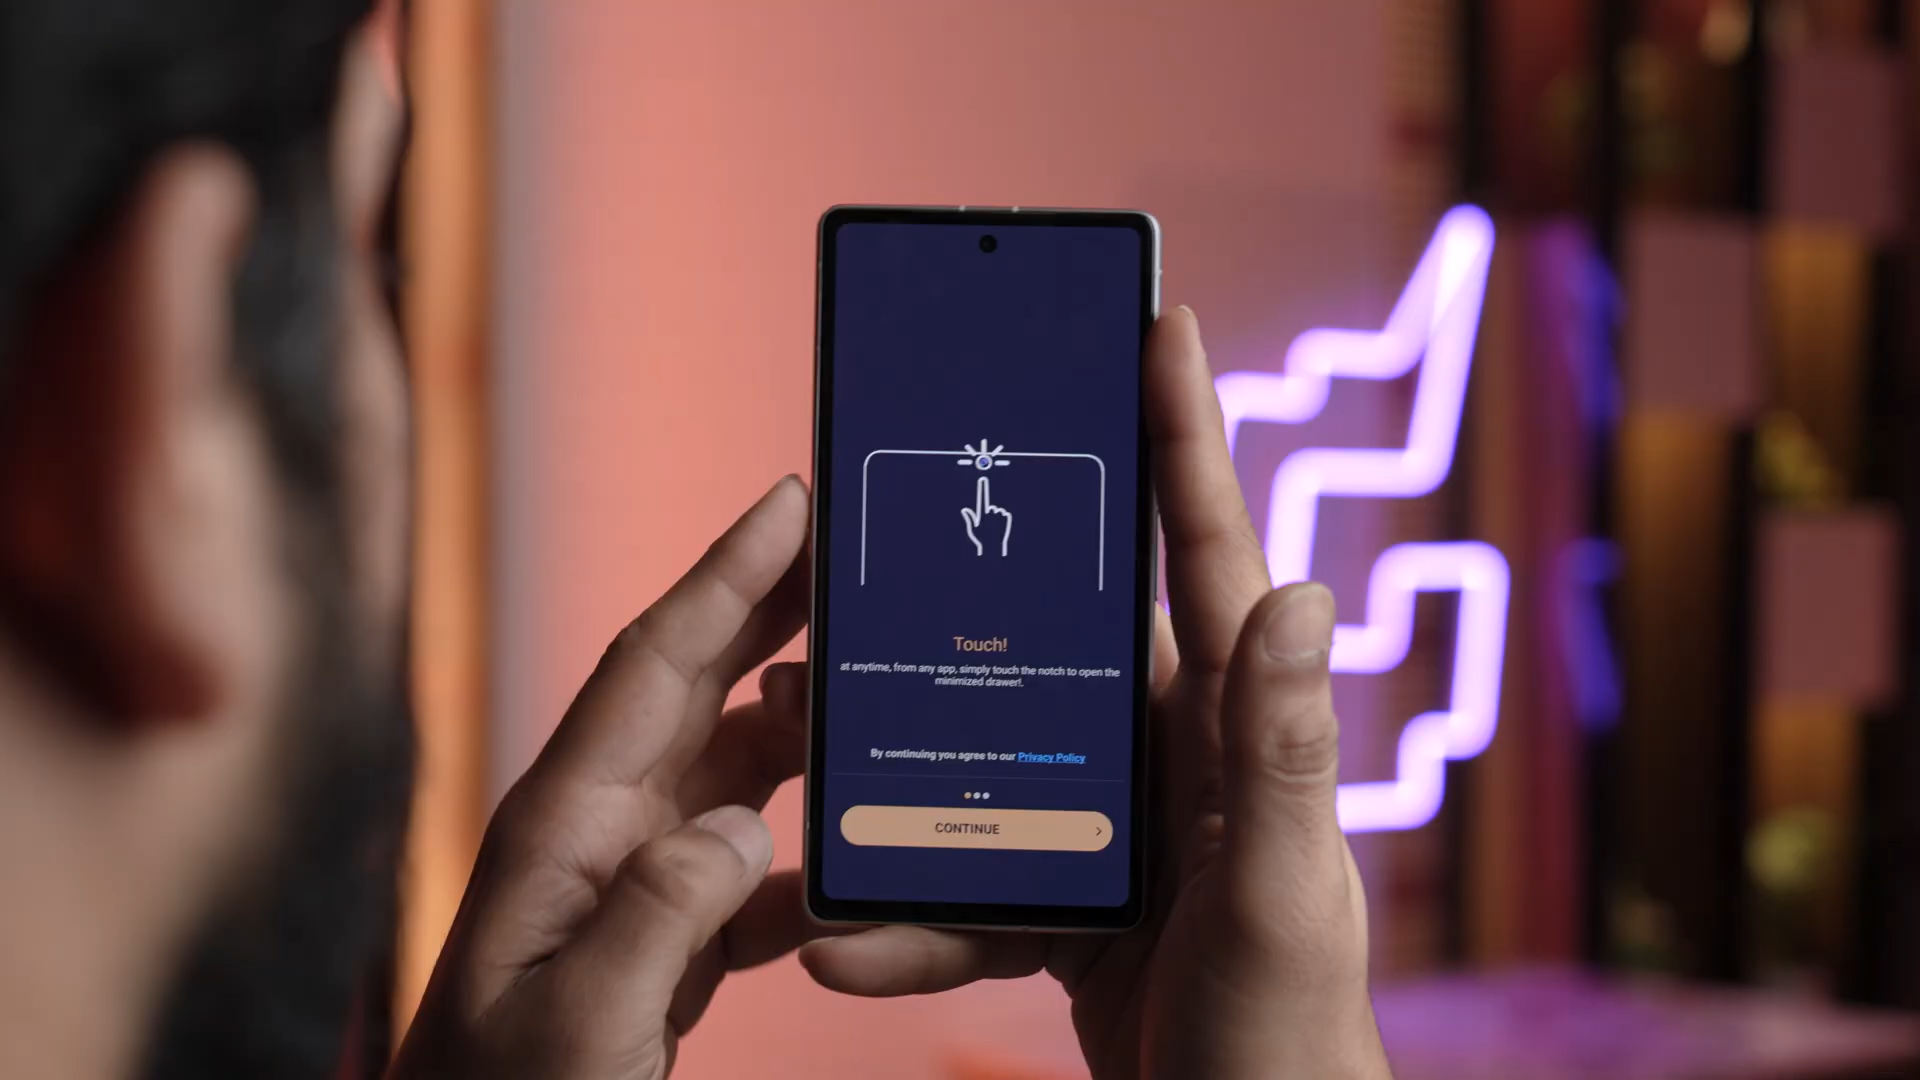 Touch!
at anytime, from any app, simply touch the notch to open the
minimized drawer!.
By continuing you agree to our Privacy Policy
CONTINUE